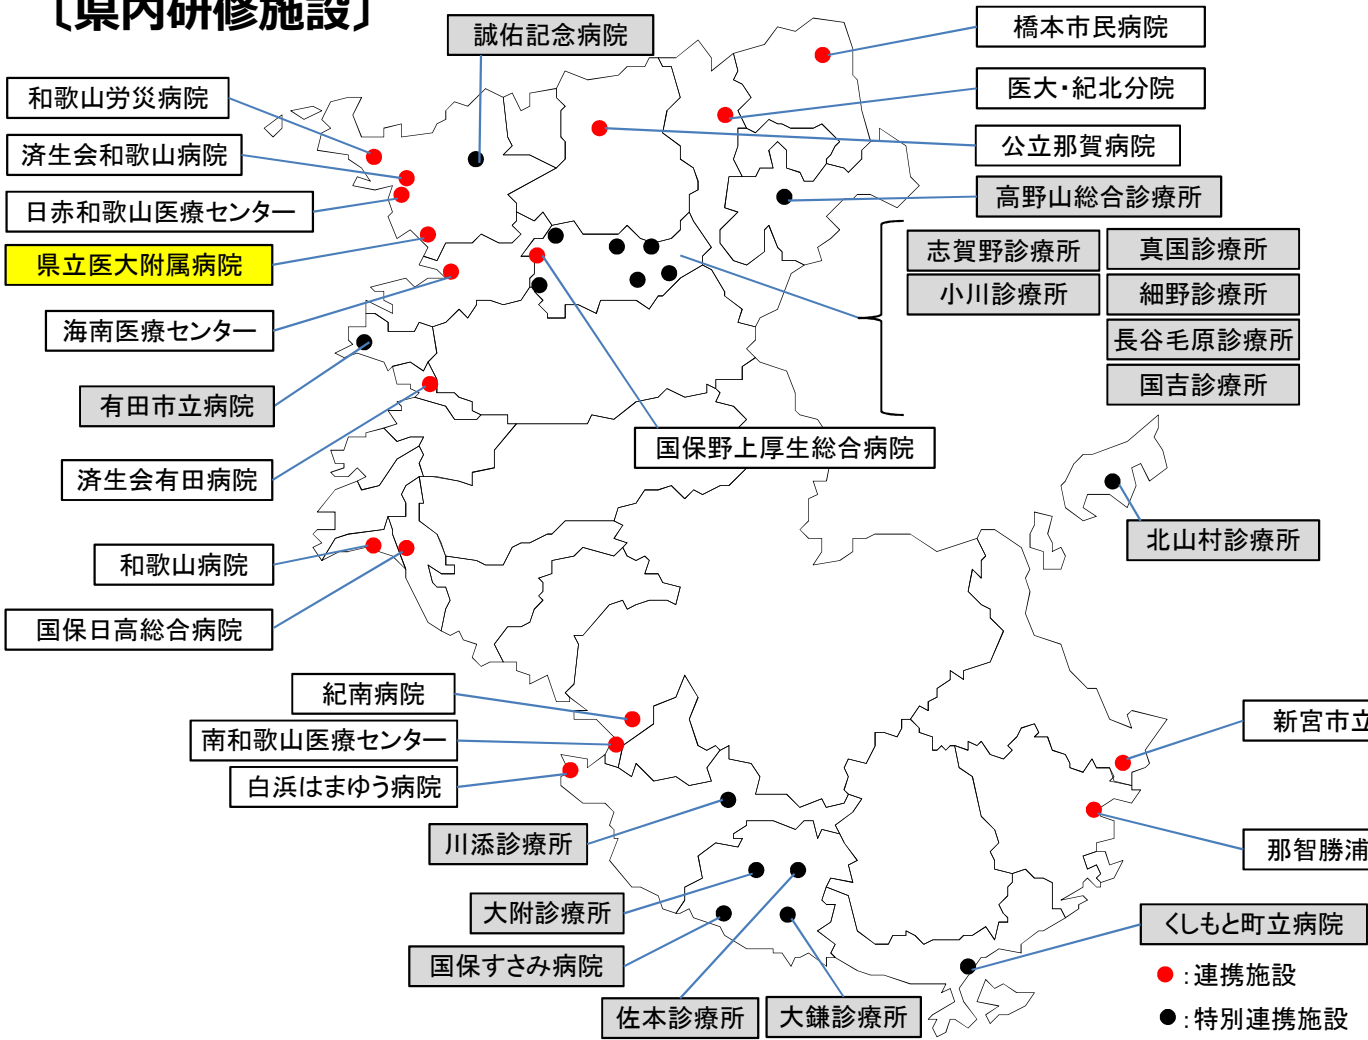 〔県内研修施設〕
誠佑記念病院
橋本市民病院
和歌山労災病院
医大・紀北分院
済生会和歌山病院
公立那賀病院
日赤和歌山医療センター
高野山総合診療所
県立医大附属病院
志賀野診療所
真国診療所
小川診療所
細野診療所
海南医療センター
長谷毛原診療所
有田市立病院
国吉診療所
国保野上厚生総合病院
済生会有田病院
北山村診療所
和歌山病院
国保日高総合病院
紀南病院
新宮市立
南和歌山医療センター
白浜はまゆう病院
川添診療所
那智勝浦
大附診療所
くしもと町立病院
国保すさみ病院
佐本診療所
大鎌診療所
●:連携施設
●:特別連携施設